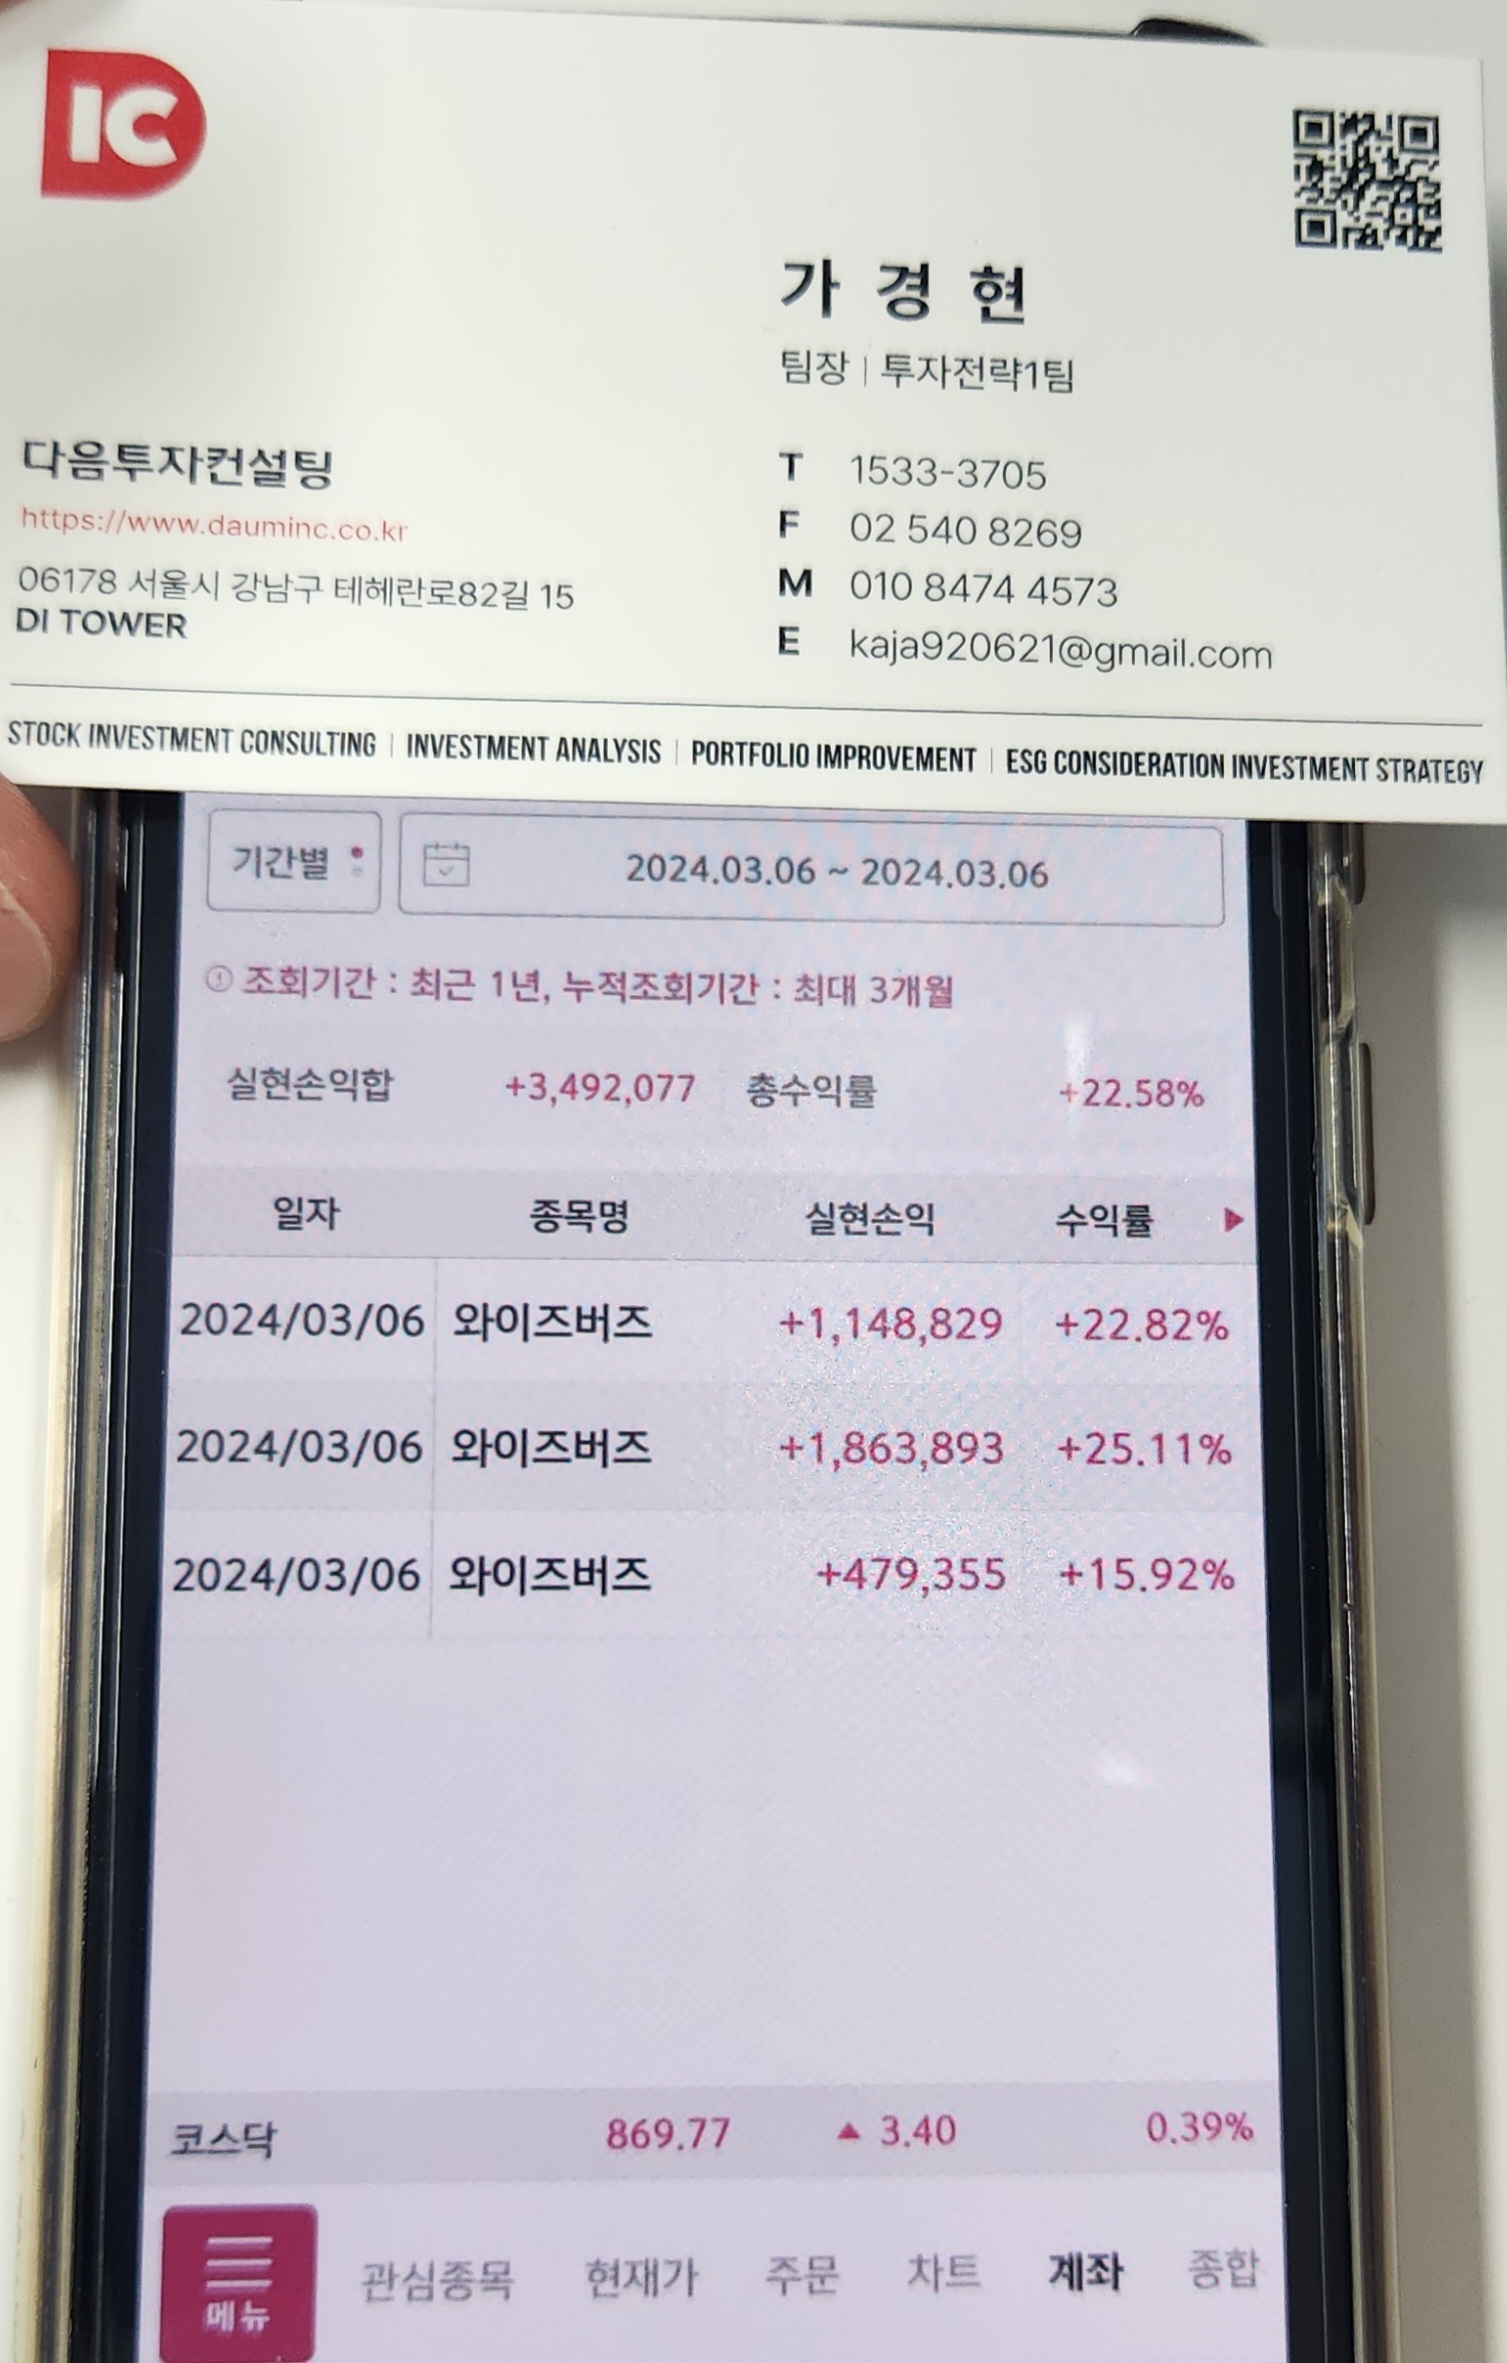 IC
가경현
팀장 | 투자전략1팀
다음투자컨설팅
https://www.dauminc.co.kr
06178 서울시 강남구 테헤란로82길 15
DI TOWER
T 1533-3705
F 02 540 8269
M 010 8474 4573
E kaja920621@gmail.com
STOCK INVESTMENT CONSULTING | INVESTMENT ANALYSIS | PORTFOLIO IMPROVEMENT | ESG CONSIDERATION INVESTMENT STRATEGY
기간별 2024.03.06 ~ 2024.03.06
조회기간 : 최근 1년, 누적조회기간 : 최대 3개월
실현손익합 +3,492,077 총수익률 +22.58%
일자 종목명 실현손익 수익률
2024/03/06 와이즈버즈 +1,148,829 +22.82%
2024/03/06 와이즈버즈 +1,863,893 +25.11%
2024/03/06 와이즈버즈 +479,355 +15.92%
코스닥 869.77 ▲ 3.40 0.39%
메뉴 관심종목 현재가 주문 차트 계좌 종합